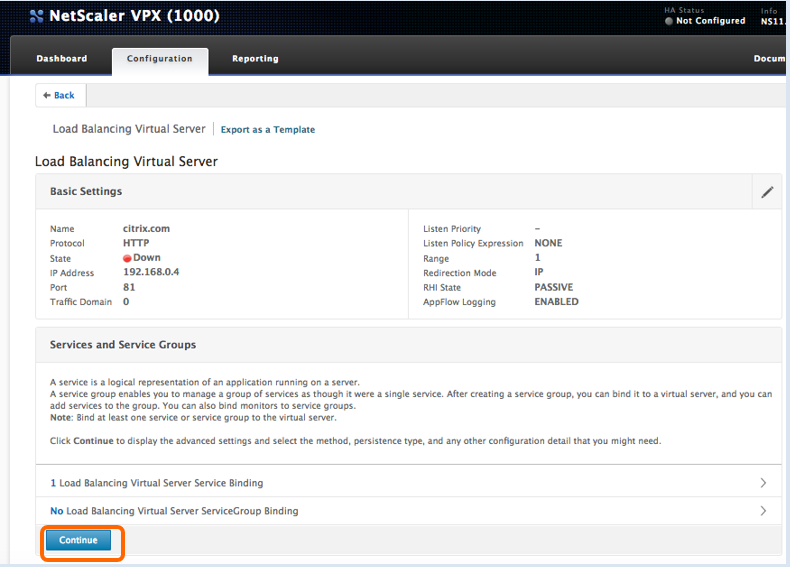 NetScaler VPX (1000)
HA Status
Not Configured
Info
NS11.
Dashboard
Configuration
Reporting
Docum
Back
Load Balancing Virtual Server
Export as a Template
Load Balancing Virtual Server
Basic Settings
Name citrix.com
Protocol HTTP
State Down
IP Address 192.168.0.4
Port 81
Traffic Domain 0
Listen Priority –
Listen Policy Expression NONE
Range 1
Redirection Mode IP
RHI State PASSIVE
AppFlow Logging ENABLED
Services and Service Groups
A service is a logical representation of an application running on a server.
A service group enables you to manage a group of services as though it were a single service. After creating a service group, you can bind it to a virtual server, and you can
add services to the group. You can also bind monitors to service groups.
Note: Bind at least one service or service group to the virtual server.
Click Continue to display the advanced settings and select the method, persistence type, and any other configuration detail that you might need.
1 Load Balancing Virtual Server Service Binding
No Load Balancing Virtual Server ServiceGroup Binding
Continue